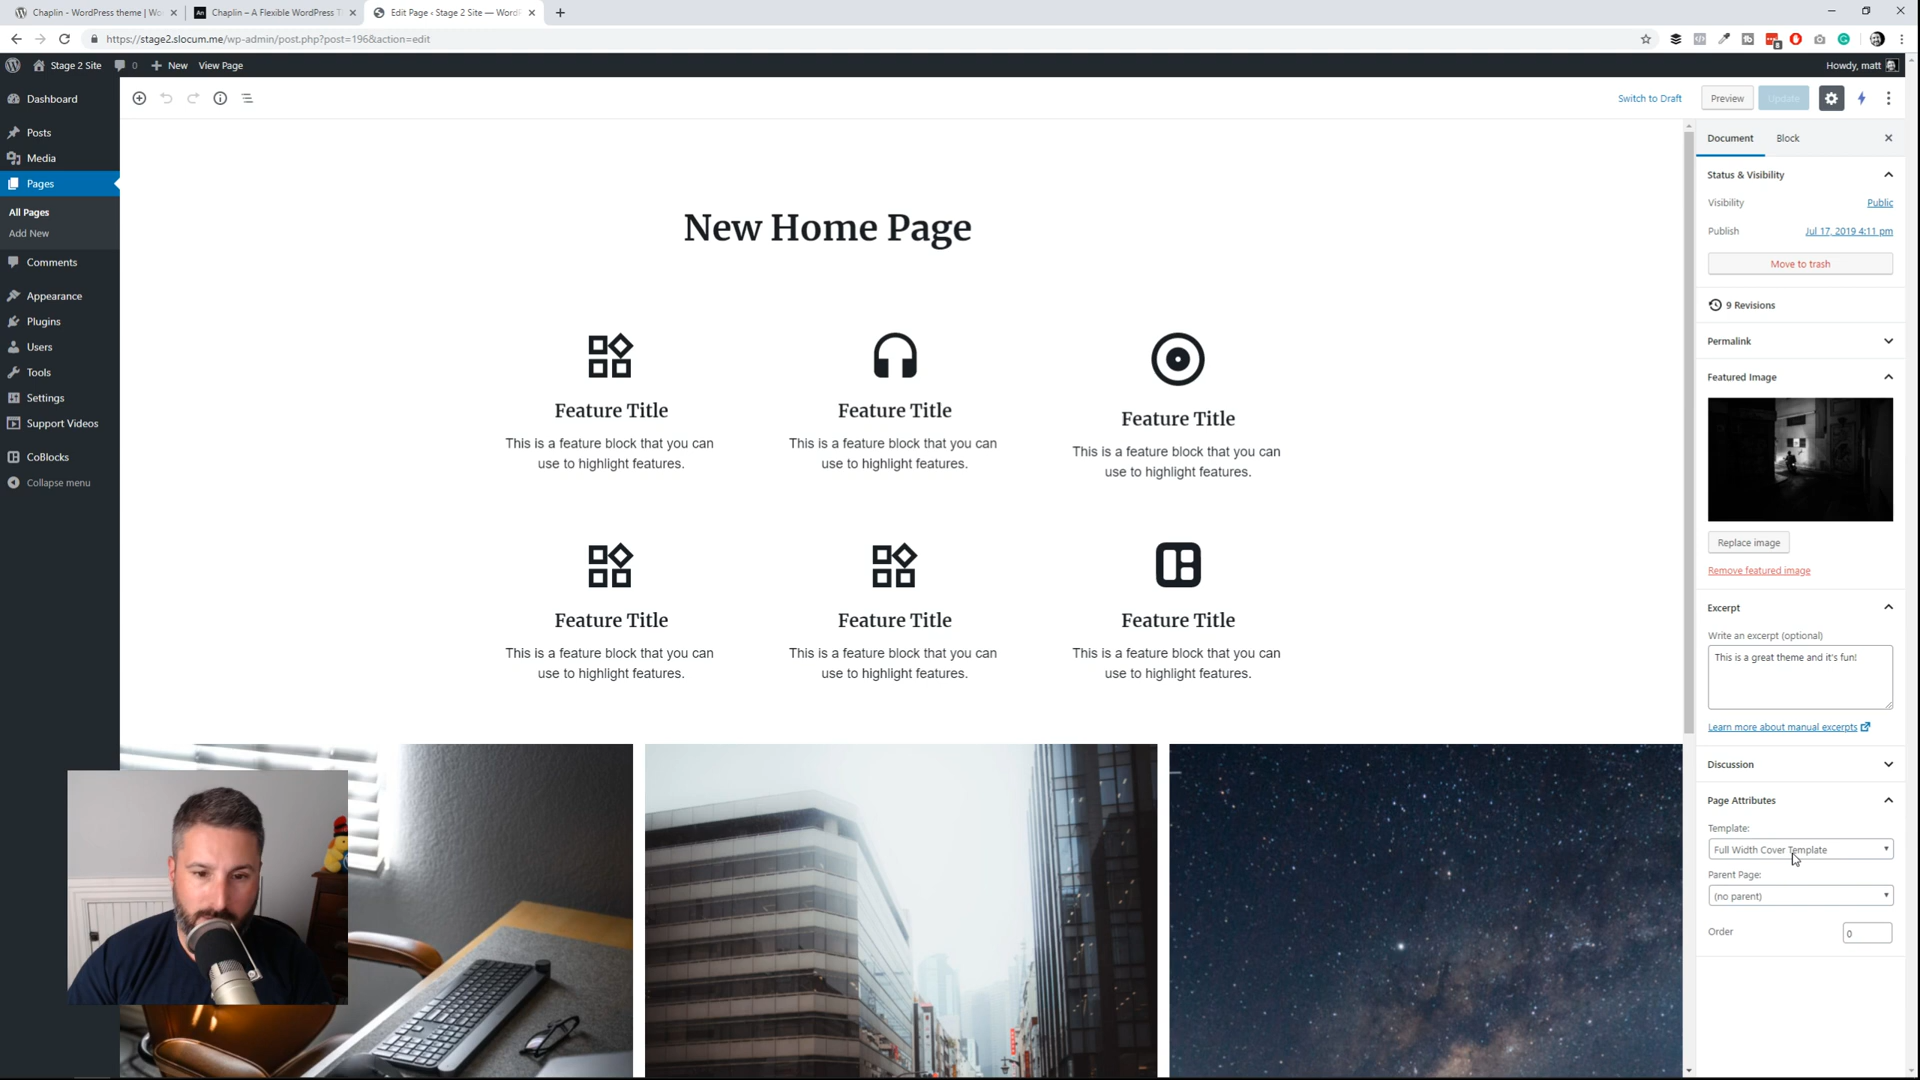 Chaplin - WordPress theme | Wo
Chaplin – A Flexible WordPress T
Edit Page ‹ Stage 2 Site — WordP
https://stage2.slocum.me/wp-admin/post.php?post=196&action=edit
Stage 2 Site
0
New
View Page
Howdy, matt
Dashboard
Posts
Media
Pages
All Pages
Add New
Comments
Appearance
Plugins
Users
Tools
Settings
Support Videos
CoBlocks
Collapse menu
Switch to Draft
Preview
Update
New Home Page
Feature Title
This is a feature block that you can
use to highlight features.
Feature Title
This is a feature block that you can
use to highlight features.
Feature Title
This is a feature block that you can
use to highlight features.
Feature Title
This is a feature block that you can
use to highlight features.
Feature Title
This is a feature block that you can
use to highlight features.
Feature Title
This is a feature block that you can
use to highlight features.
Document
Block
Status & Visibility
Visibility
Public
Publish
Jul 17, 2019 4:11 pm
Move to trash
9 Revisions
Permalink
Featured Image
Replace image
Remove featured image
Excerpt
Write an excerpt (optional)
This is a great theme and it's fun!
Learn more about manual excerpts
Discussion
Page Attributes
Template:
Full Width Cover Template
Parent Page:
(no parent)
Order
0